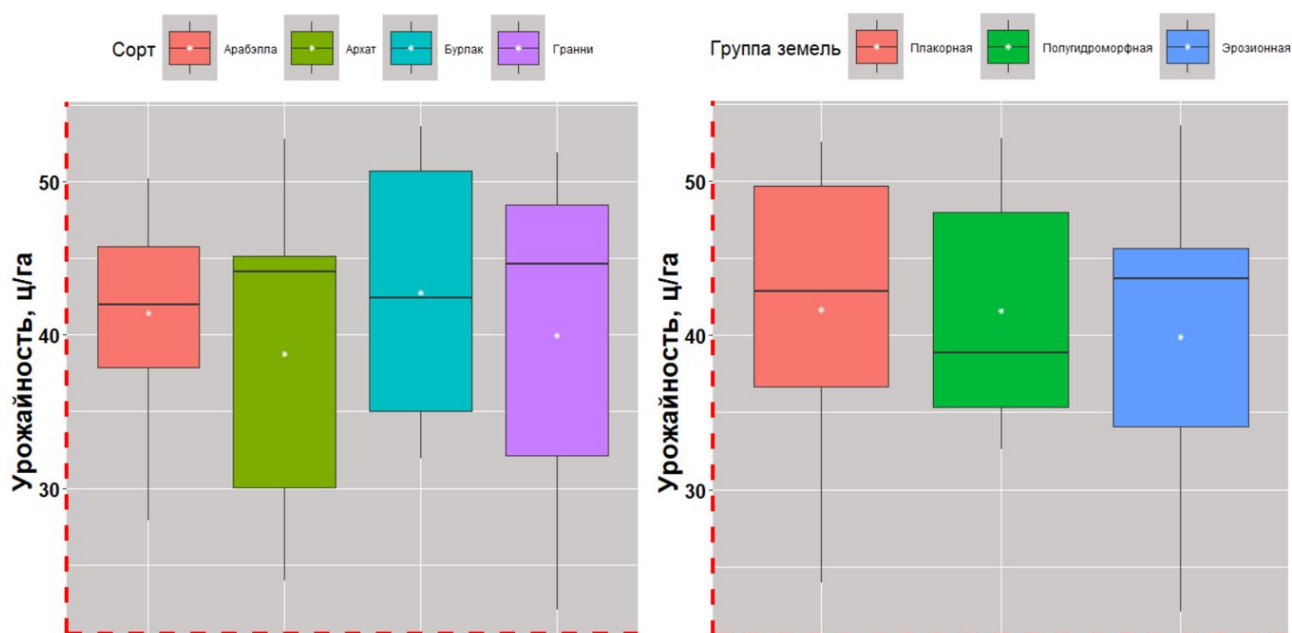 Сорт Арабэлла Архат Бурлак Гранни
Урожайность, ц/га
50
40
30
Группа земель Плакорная Полугидроморфная Эрозионная
Урожайность, ц/га
50
40
30